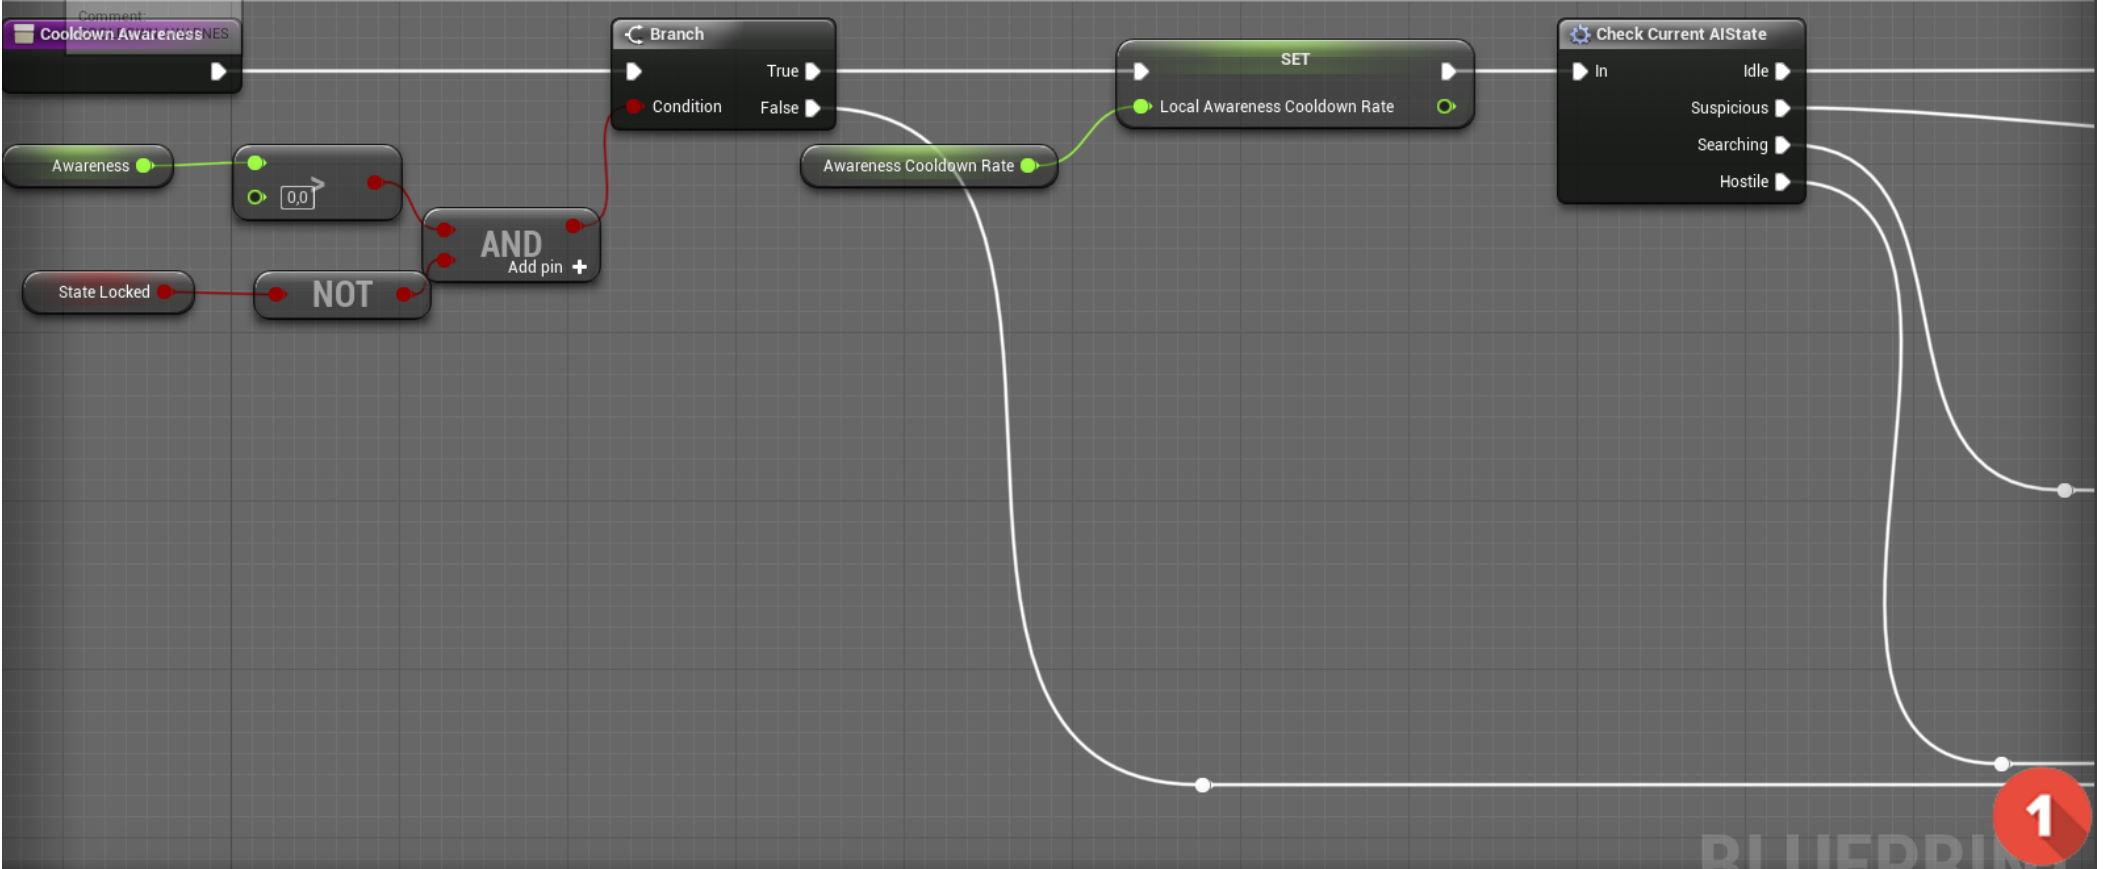 Comment:
Cooldown Awareness
Branch
True
Condition
False
SET
Local Awareness Cooldown Rate
Check Current AIState
In
Idle
Suspicious
Searching
Hostile
Awareness
>
0,0
Awareness Cooldown Rate
AND
Add pin
State Locked
NOT
1